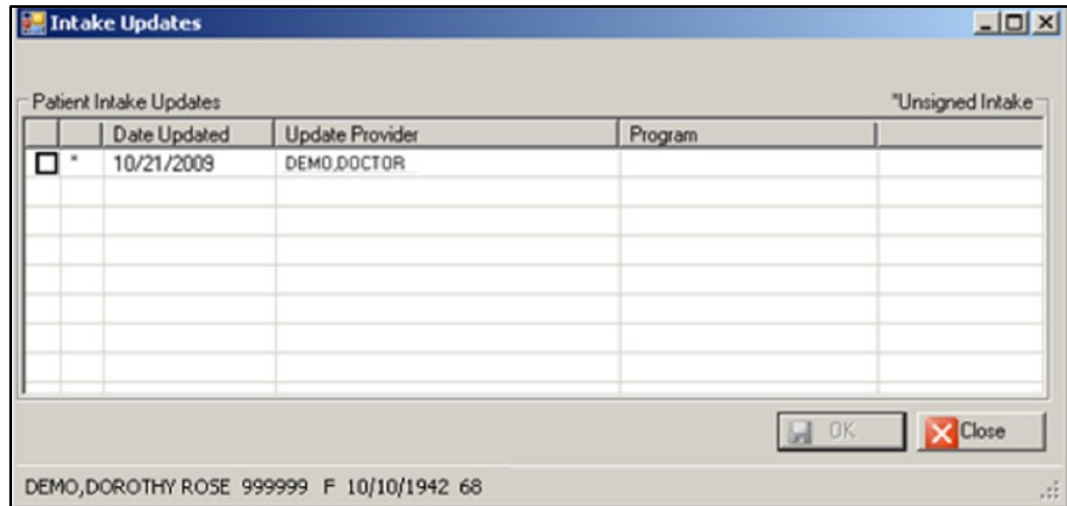 Intake Updates
Patient Intake Updates *Unsigned Intake
Date Updated Update Provider Program
* 10/21/2009 DEMO,DOCTOR
OK Close
DEMO,DOROTHY ROSE 999999 F 10/10/1942 68